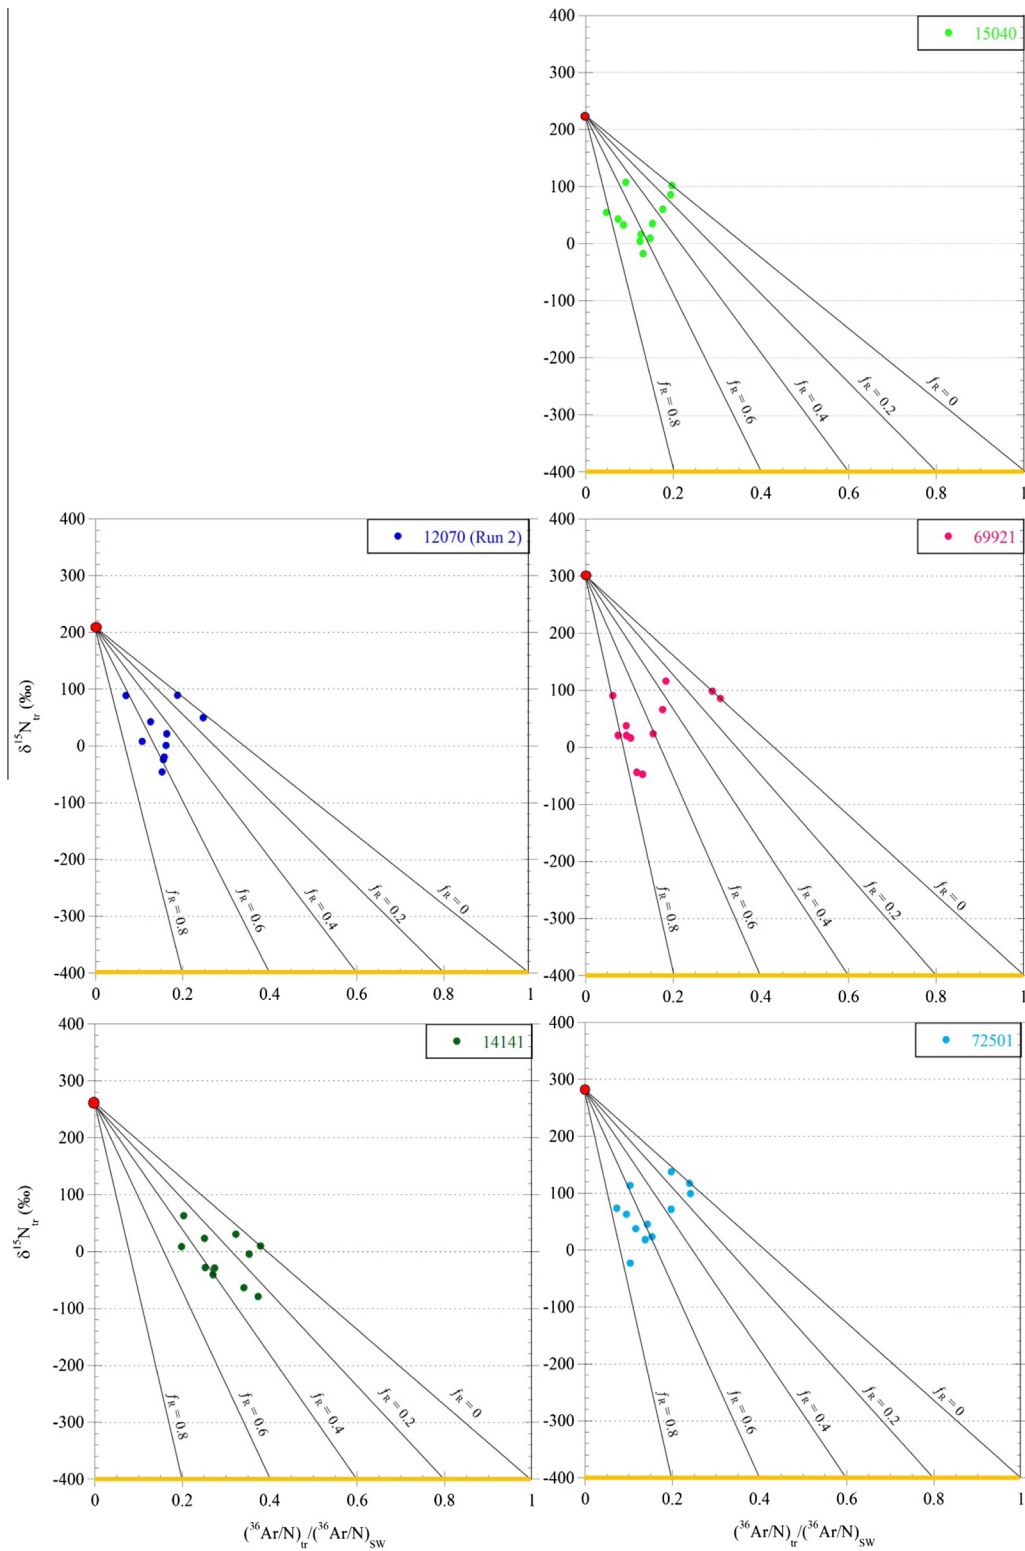 400
15040
300
200
100
0
-100
-200
-300
-400
fR = 0.8
fR = 0.6
fR = 0.4
fR = 0.2
fR = 0
0 0.2 0.4 0.6 0.8 1
400
12070 (Run 2)
300
200
100
0
-100
-200
-300
-400
δ15Ntr (‰)
fR = 0.8
fR = 0.6
fR = 0.4
fR = 0.2
fR = 0
0 0.2 0.4 0.6 0.8 1
400
69921
300
200
100
0
-100
-200
-300
-400
fR = 0.8
fR = 0.6
fR = 0.4
fR = 0.2
fR = 0
0 0.2 0.4 0.6 0.8 1
400
14141
300
200
100
0
-100
-200
-300
-400
δ15Ntr (‰)
fR = 0.8
fR = 0.6
fR = 0.4
fR = 0.2
fR = 0
0 0.2 0.4 0.6 0.8 1
(36Ar/N)tr/(36Ar/N)SW
400
72501
300
200
100
0
-100
-200
-300
-400
fR = 0.8
fR = 0.6
fR = 0.4
fR = 0.2
fR = 0
0 0.2 0.4 0.6 0.8 1
(36Ar/N)tr/(36Ar/N)SW